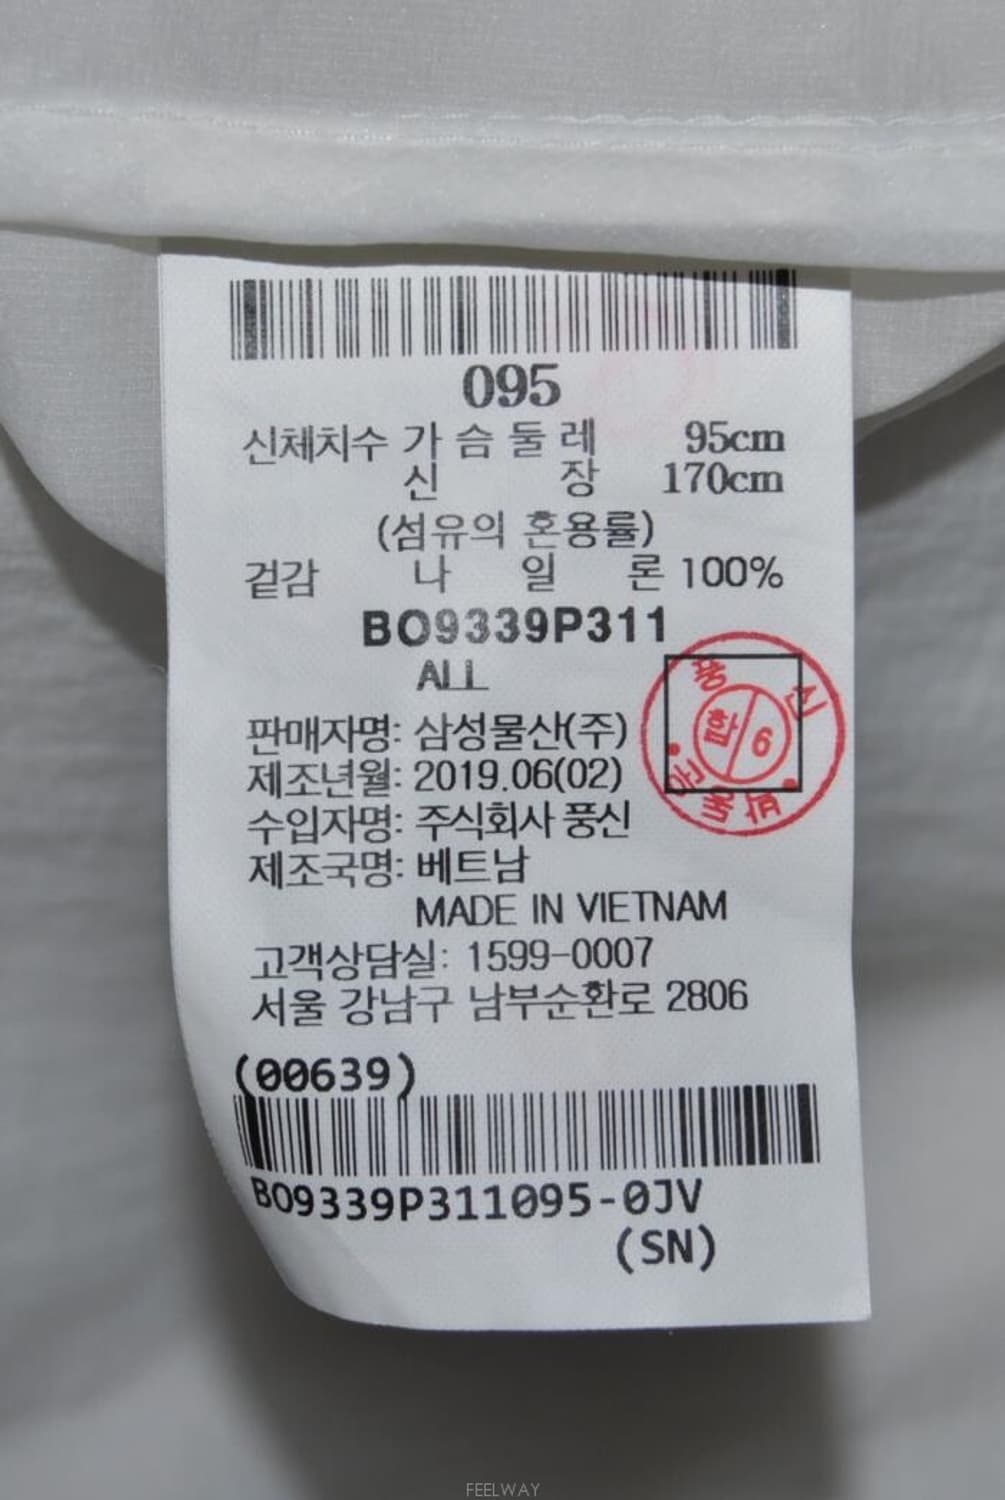 095
신체치수 가 슴 둘 레 95cm
신 장 170cm
(섬유의 혼용률)
겉감 나 일 론 100%
BO9339P311
ALL
판매자명: 삼성물산(주)
제조년월: 2019.06(02)
수입자명: 주식회사 풍신
제조국명: 베트남
MADE IN VIETNAM
고객상담실: 1599-0007
서울 강남구 남부순환로 2806
풍 신
합 6
(00639)
BO9339P311095-0JV
(SN)
FEELWAY